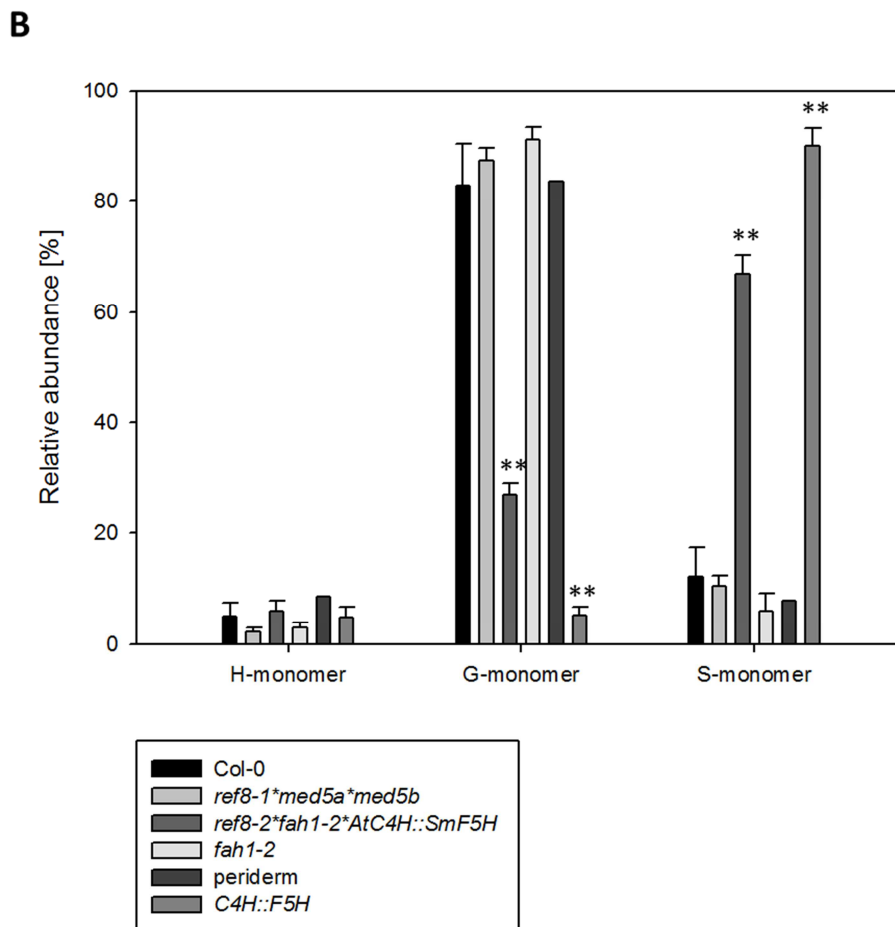 B
100
80
60
40
20
0
Relative abundance [%]
**
**
**
**
H-monomer G-monomer S-monomer
Col-0
ref8-1*med5a*med5b
ref8-2*fah1-2*AtC4H::SmF5H
fah1-2
periderm
C4H::F5H